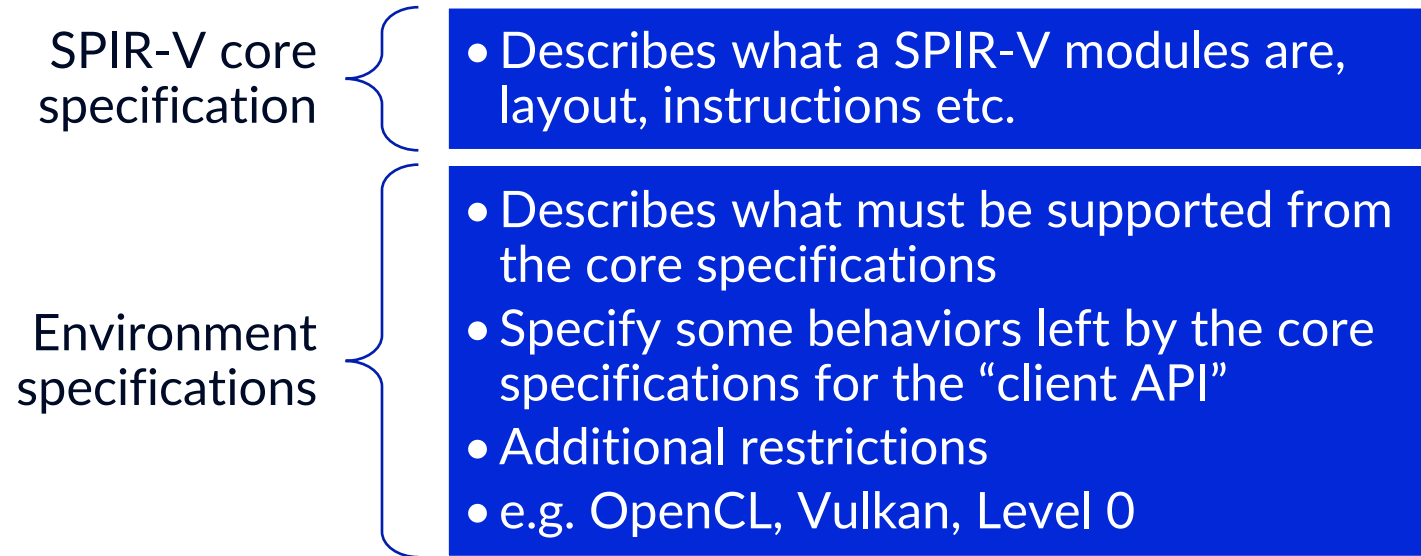 SPIR-V core
specification
• Describes what a SPIR-V modules are,
layout, instructions etc.
Environment
specifications
• Describes what must be supported from
the core specifications
• Specify some behaviors left by the core
specifications for the “client API”
• Additional restrictions
• e.g. OpenCL, Vulkan, Level 0